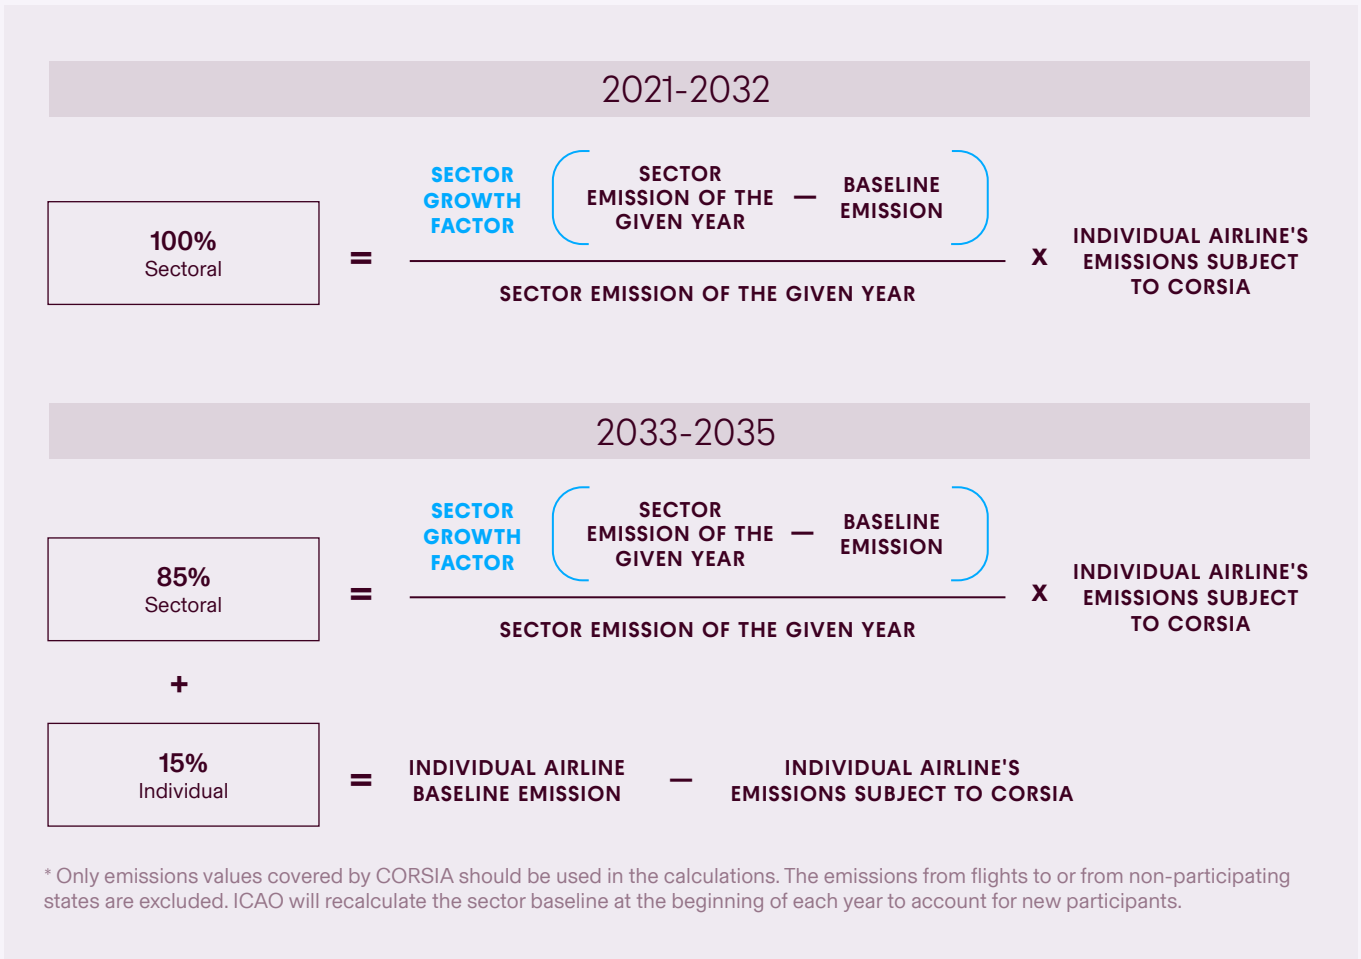 2021-2032
100%
Sectoral
=
SECTOR
GROWTH
FACTOR
SECTOR
EMISSION OF THE
GIVEN YEAR
—
BASELINE
EMISSION
SECTOR EMISSION OF THE GIVEN YEAR
x
INDIVIDUAL AIRLINE'S
EMISSIONS SUBJECT
TO CORSIA
2033-2035
85%
Sectoral
=
SECTOR
GROWTH
FACTOR
SECTOR
EMISSION OF THE
GIVEN YEAR
—
BASELINE
EMISSION
SECTOR EMISSION OF THE GIVEN YEAR
x
INDIVIDUAL AIRLINE'S
EMISSIONS SUBJECT
TO CORSIA
+
15%
Individual
=
INDIVIDUAL AIRLINE
BASELINE EMISSION
—
INDIVIDUAL AIRLINE'S
EMISSIONS SUBJECT TO CORSIA
* Only emissions values covered by CORSIA should be used in the calculations. The emissions from flights to or from non-participating
states are excluded. ICAO will recalculate the sector baseline at the beginning of each year to account for new participants.